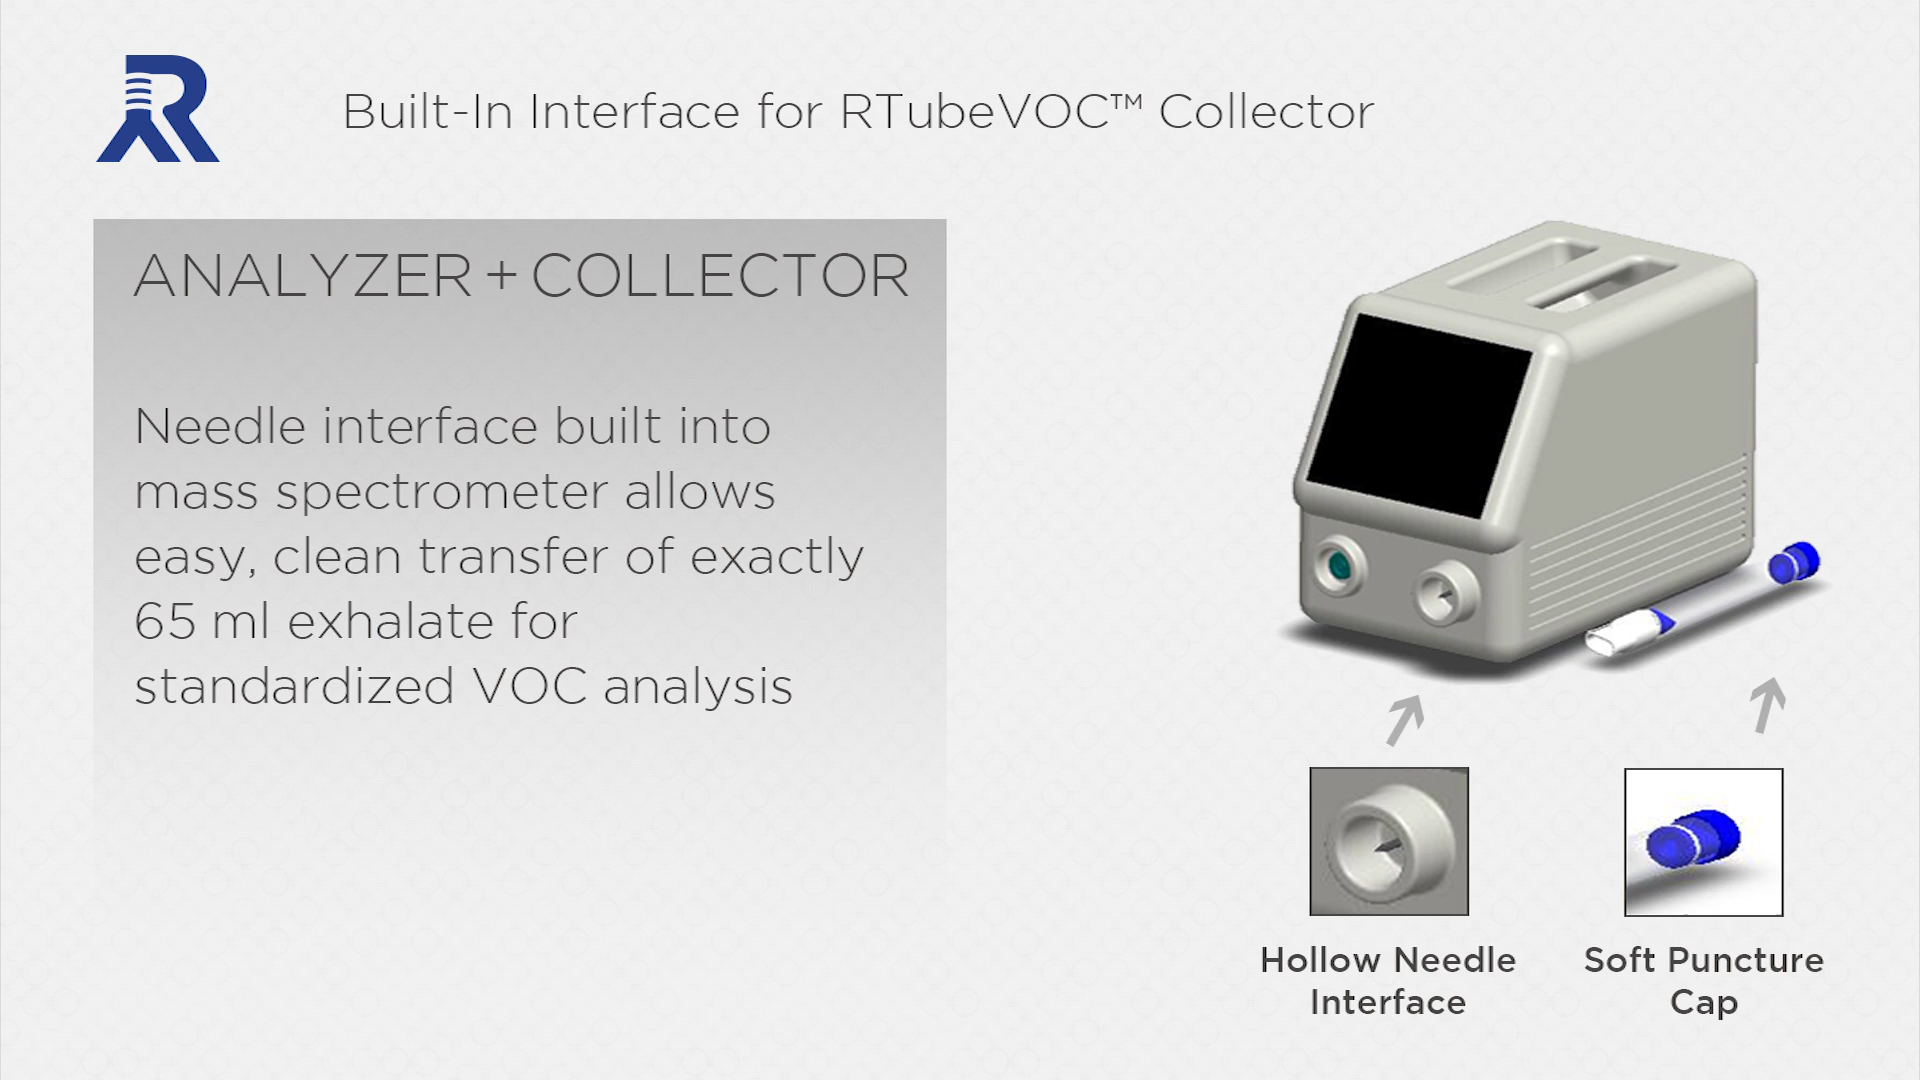 Built-In Interface for RTubeVOC™ Collector
ANALYZER + COLLECTOR
Needle interface built into
mass spectrometer allows
easy, clean transfer of exactly
65 ml exhalate for
standardized VOC analysis
Hollow Needle
Interface
Soft Puncture
Cap